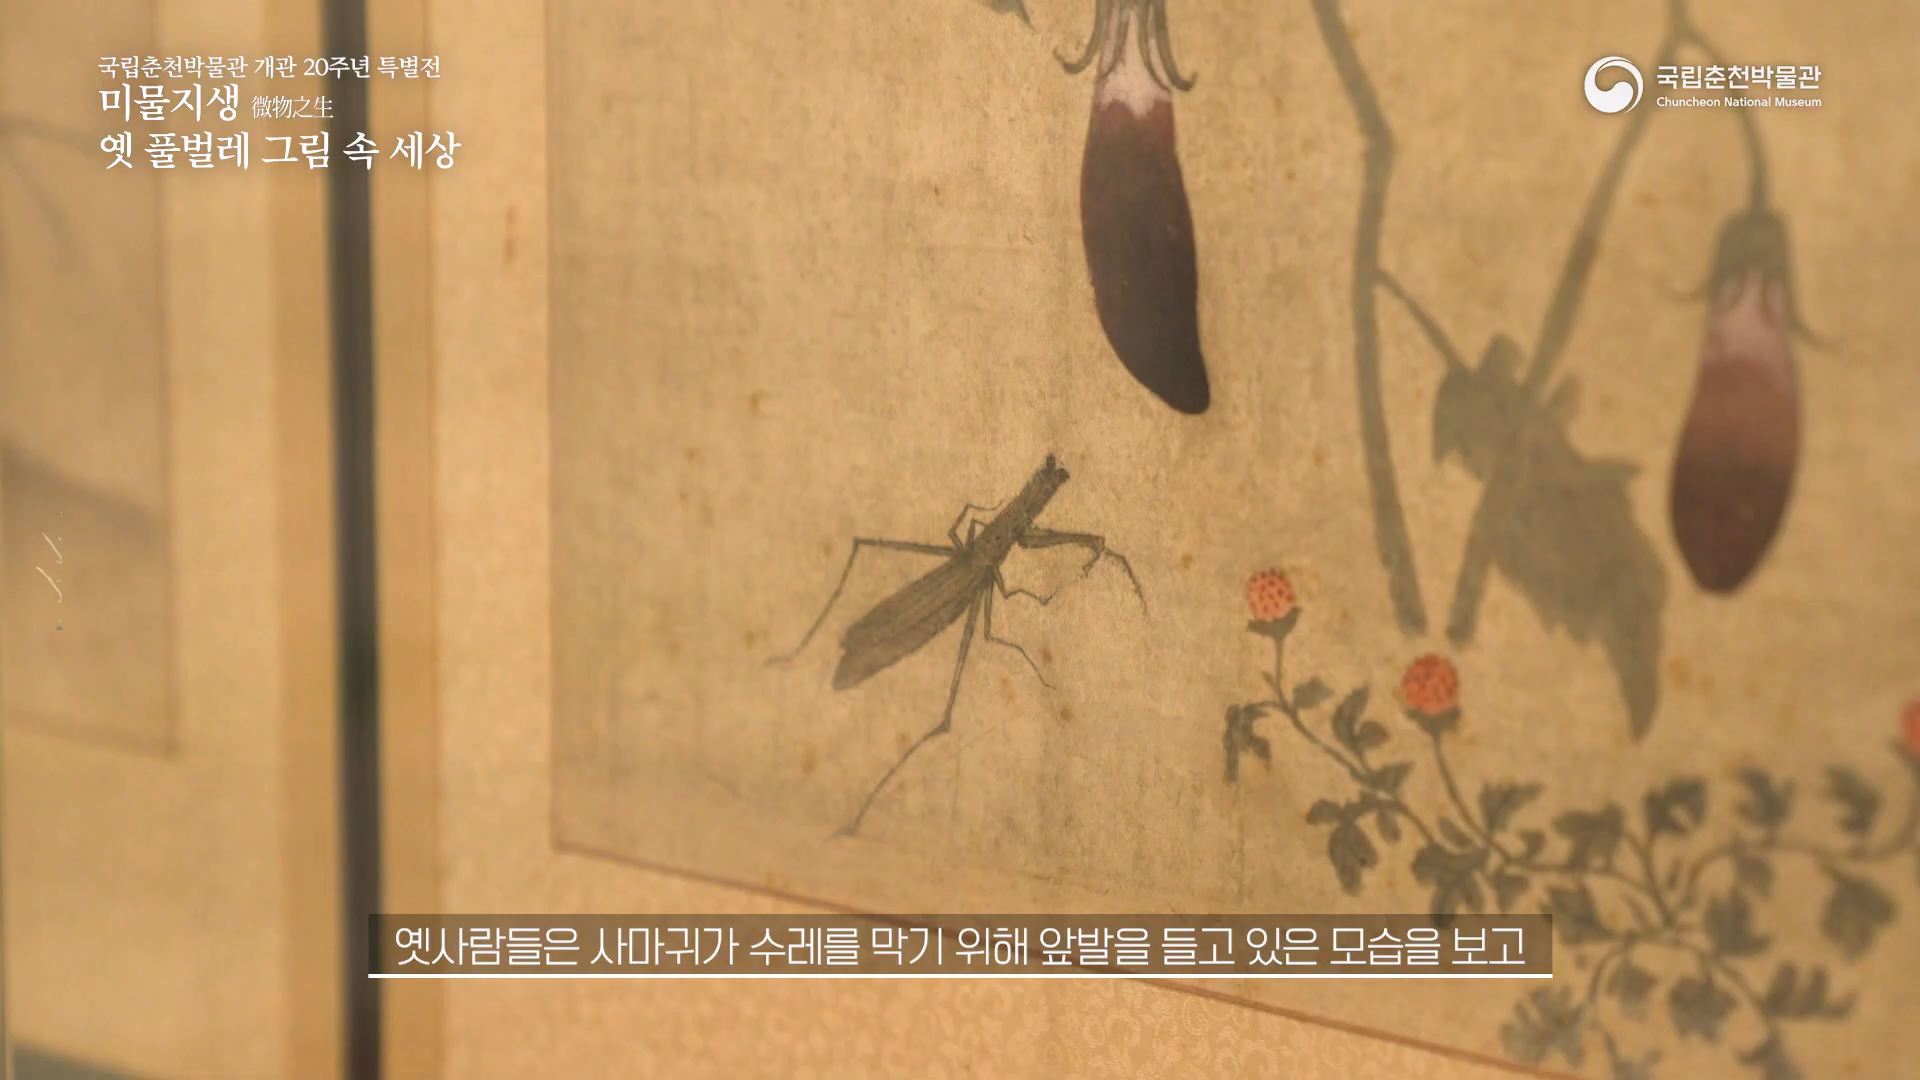 국립춘천박물관 개관 20주년 특별전
미물지생 微物之生
옛 풀벌레 그림 속 세상
국립춘천박물관
Chuncheon National Museum
옛사람들은 사마귀가 수레를 막기 위해 앞발을 들고 있은 모습을 보고